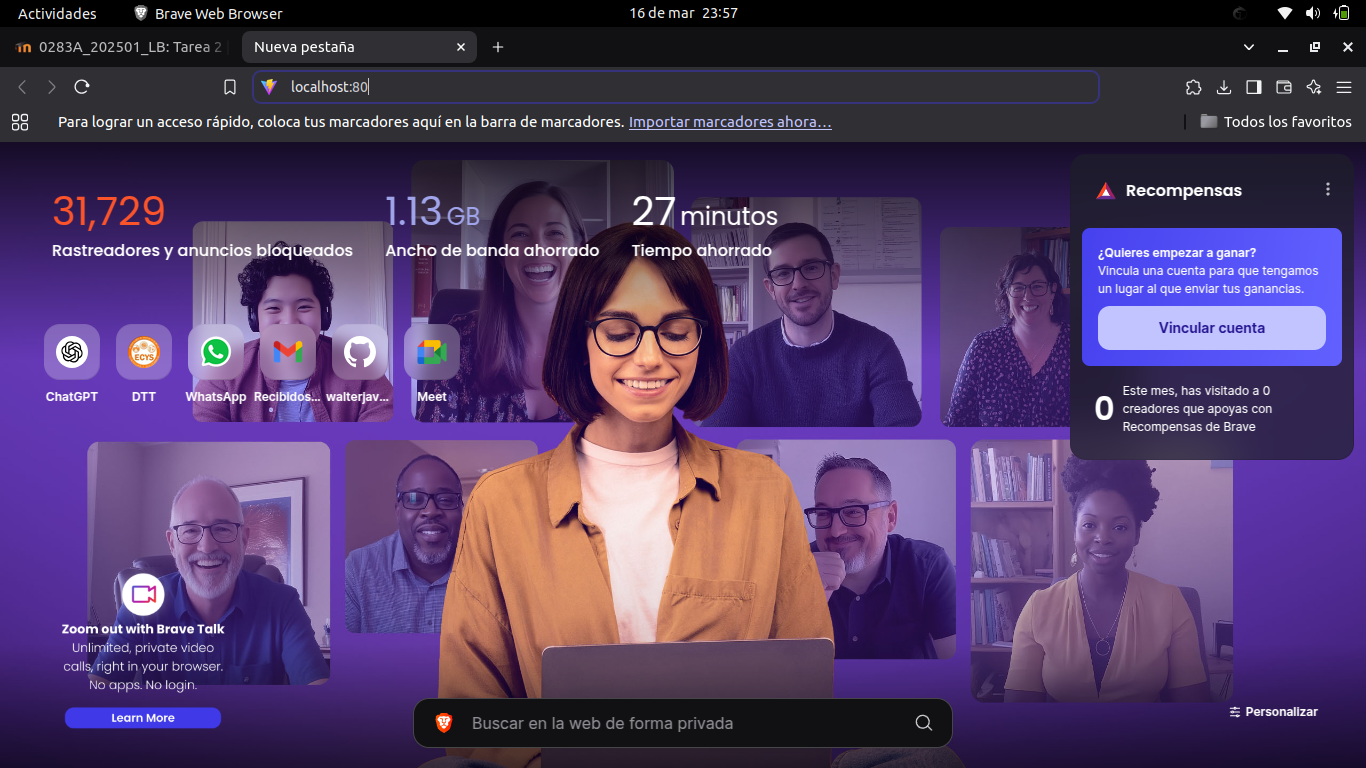 Actividades
Brave Web Browser
16 de mar 23:57
0283A_202501_LB: Tarea 2
Nueva pestaña
localhost:80
Para lograr un acceso rápido, coloca tus marcadores aquí en la barra de marcadores. Importar marcadores ahora…
Todos los favoritos
31,729
Rastreadores y anuncios bloqueados
1.13 GB
Ancho de banda ahorrado
27 minutos
Tiempo ahorrado
Recompensas
¿Quieres empezar a ganar?
Vincula una cuenta para que tengamos
un lugar al que enviar tus ganancias.
Vincular cuenta
0
Este mes, has visitado a 0
creadores que apoyas con
Recompensas de Brave
ECYS
ChatGPT
DTT
WhatsApp
Recibidos...
walterjav...
Meet
Zoom out with Brave Talk
Unlimited, private video
calls, right in your browser.
No apps. No login.
Learn More
Buscar en la web de forma privada
Personalizar